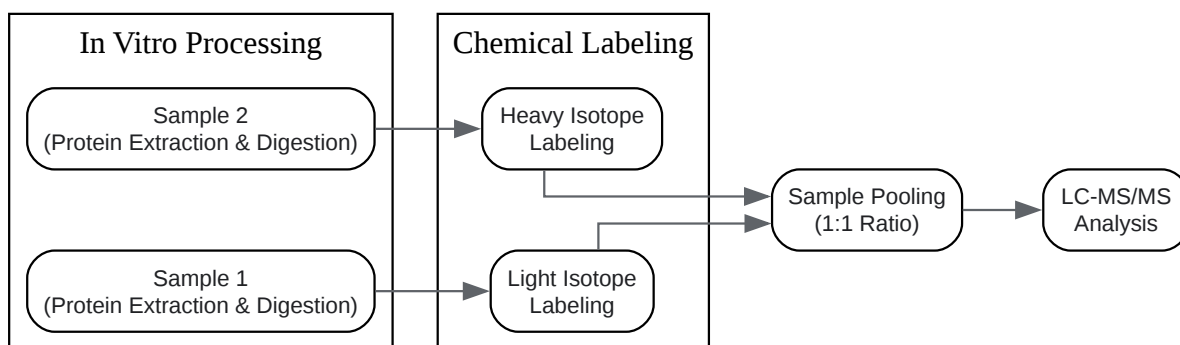 In Vitro Processing
Sample 2
(Protein Extraction & Digestion)
Sample 1
(Protein Extraction & Digestion)
Chemical Labeling
Heavy Isotope
Labeling
Light Isotope
Labeling
Sample Pooling
(1:1 Ratio)
LC-MS/MS
Analysis